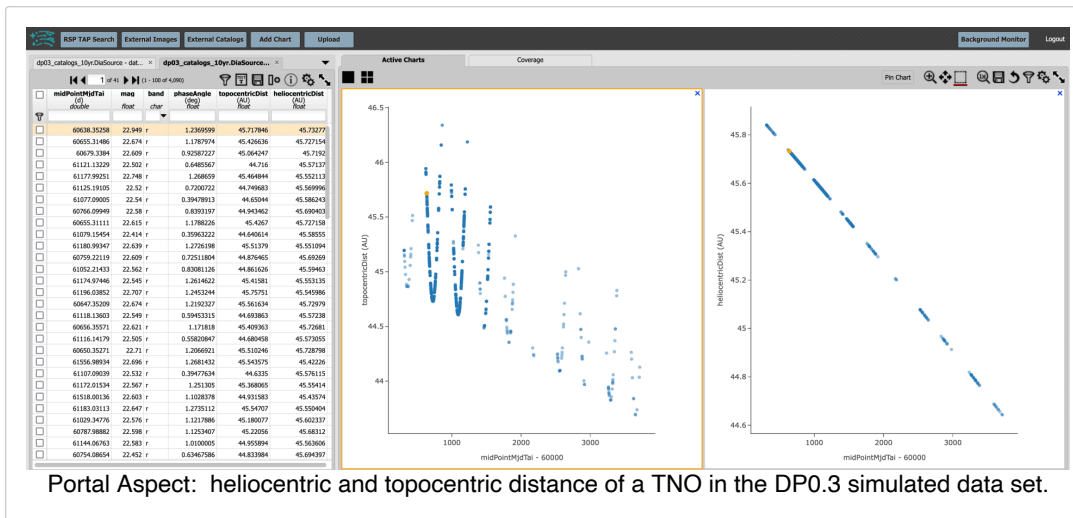 RSP TAP Search External Images External Catalogs Add Chart Upload Background Monitor Logout
dp03_catalogs_10yr.DiaSource - dat... × dp03_catalogs_10yr.DiaSource... ×
1 of 41 (1 - 100 of 4,090)
midPointMjdTai mag band phaseAngle topocentricDist heliocentricDist
(d) (deg) (AU) (AU)
double float char float float float
60638.35258 22.949 r 1.2369599 45.717846 45.73277
60655.31486 22.674 r 1.1787974 45.426636 45.727154
60679.3384 22.609 r 0.92587227 45.064247 45.7192
61121.13229 22.502 r 0.6485567 44.716 45.57137
61177.99251 22.748 r 1.268659 45.464844 45.552113
61125.19105 22.52 r 0.7200722 44.749683 45.569996
61077.09005 22.54 r 0.39478913 44.65044 45.586243
60766.09949 22.58 r 0.8393197 44.943462 45.690403
60655.31111 22.615 r 1.1788226 45.4267 45.727158
61079.15454 22.414 r 0.35963222 44.640614 45.58555
61180.99347 22.639 r 1.2726198 45.51379 45.551094
60759.22119 22.609 r 0.72511804 44.876465 45.69269
61052.21433 22.562 r 0.83081126 44.861626 45.59463
61174.97446 22.545 r 1.2614622 45.41581 45.553135
61196.03852 22.707 r 1.2453244 45.75751 45.545986
60647.35209 22.674 r 1.2192327 45.561634 45.72979
61118.13603 22.549 r 0.59453315 44.693863 45.57238
60656.35571 22.621 r 1.171818 45.409363 45.72681
61116.14179 22.505 r 0.55820847 44.680458 45.573055
60650.35271 22.71 r 1.2066921 45.510246 45.728798
61556.98934 22.696 r 1.2681432 45.543575 45.42226
61107.09039 22.532 r 0.39477634 44.6335 45.576115
61172.01534 22.567 r 1.251305 45.368065 45.55414
61518.00136 22.603 r 1.1028378 44.931583 45.43574
61183.03113 22.647 r 1.2735112 45.54707 45.550404
61029.34776 22.576 r 1.1217886 45.180077 45.602337
60787.98882 22.598 r 1.1253407 45.22056 45.68312
61144.06763 22.583 r 1.0100005 44.955894 45.563606
60754.08654 22.452 r 0.63467586 44.833984 45.694397
Active Charts Coverage
Pin Chart
46.5
46
45.5
45
44.5
44
topocentricDist (AU)
1000 2000 3000
midPointMjdTai - 60000
45.8
45.6
45.4
45.2
45
44.8
44.6
heliocentricDist (AU)
1000 2000 3000
midPointMjdTai - 60000
Portal Aspect: heliocentric and topocentric distance of a TNO in the DP0.3 simulated data set.